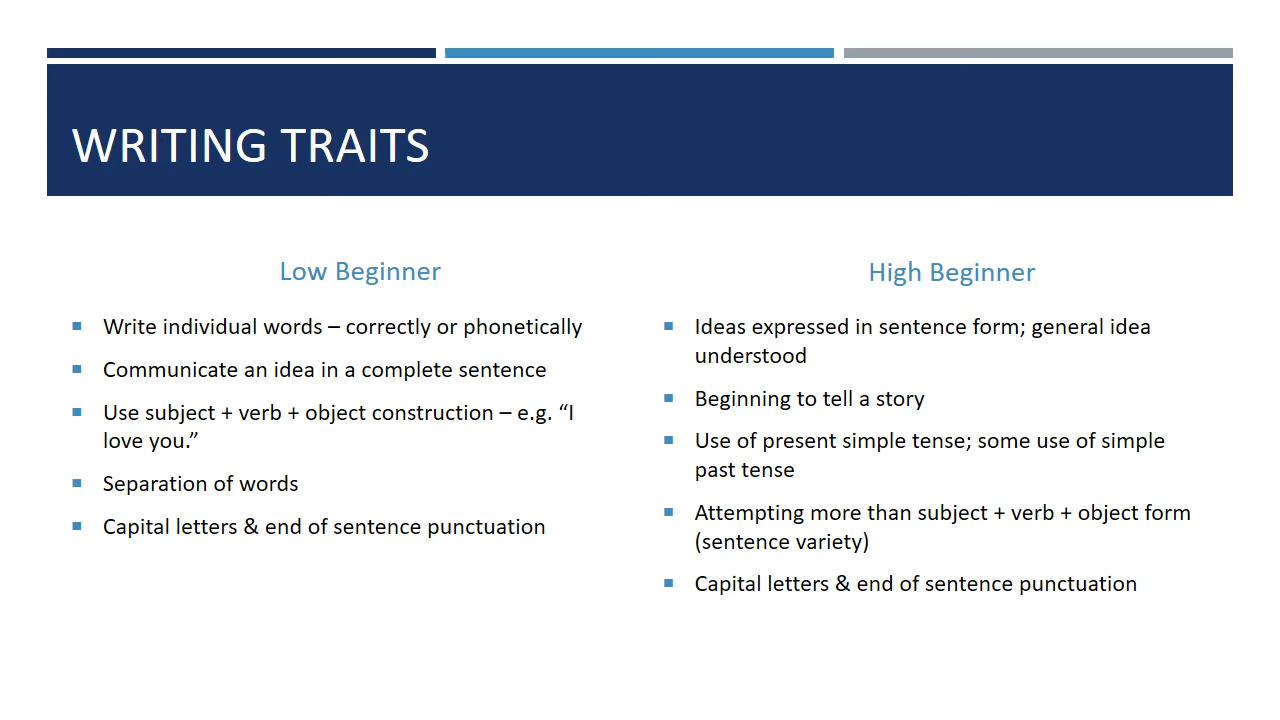 WRITING TRAITS
Low Beginner
Write individual words – correctly or phonetically
Communicate an idea in a complete sentence
Use subject + verb + object construction – e.g. “I
love you.”
Separation of words
Capital letters & end of sentence punctuation
High Beginner
Ideas expressed in sentence form; general idea
understood
Beginning to tell a story
Use of present simple tense; some use of simple
past tense
Attempting more than subject + verb + object form
(sentence variety)
Capital letters & end of sentence punctuation